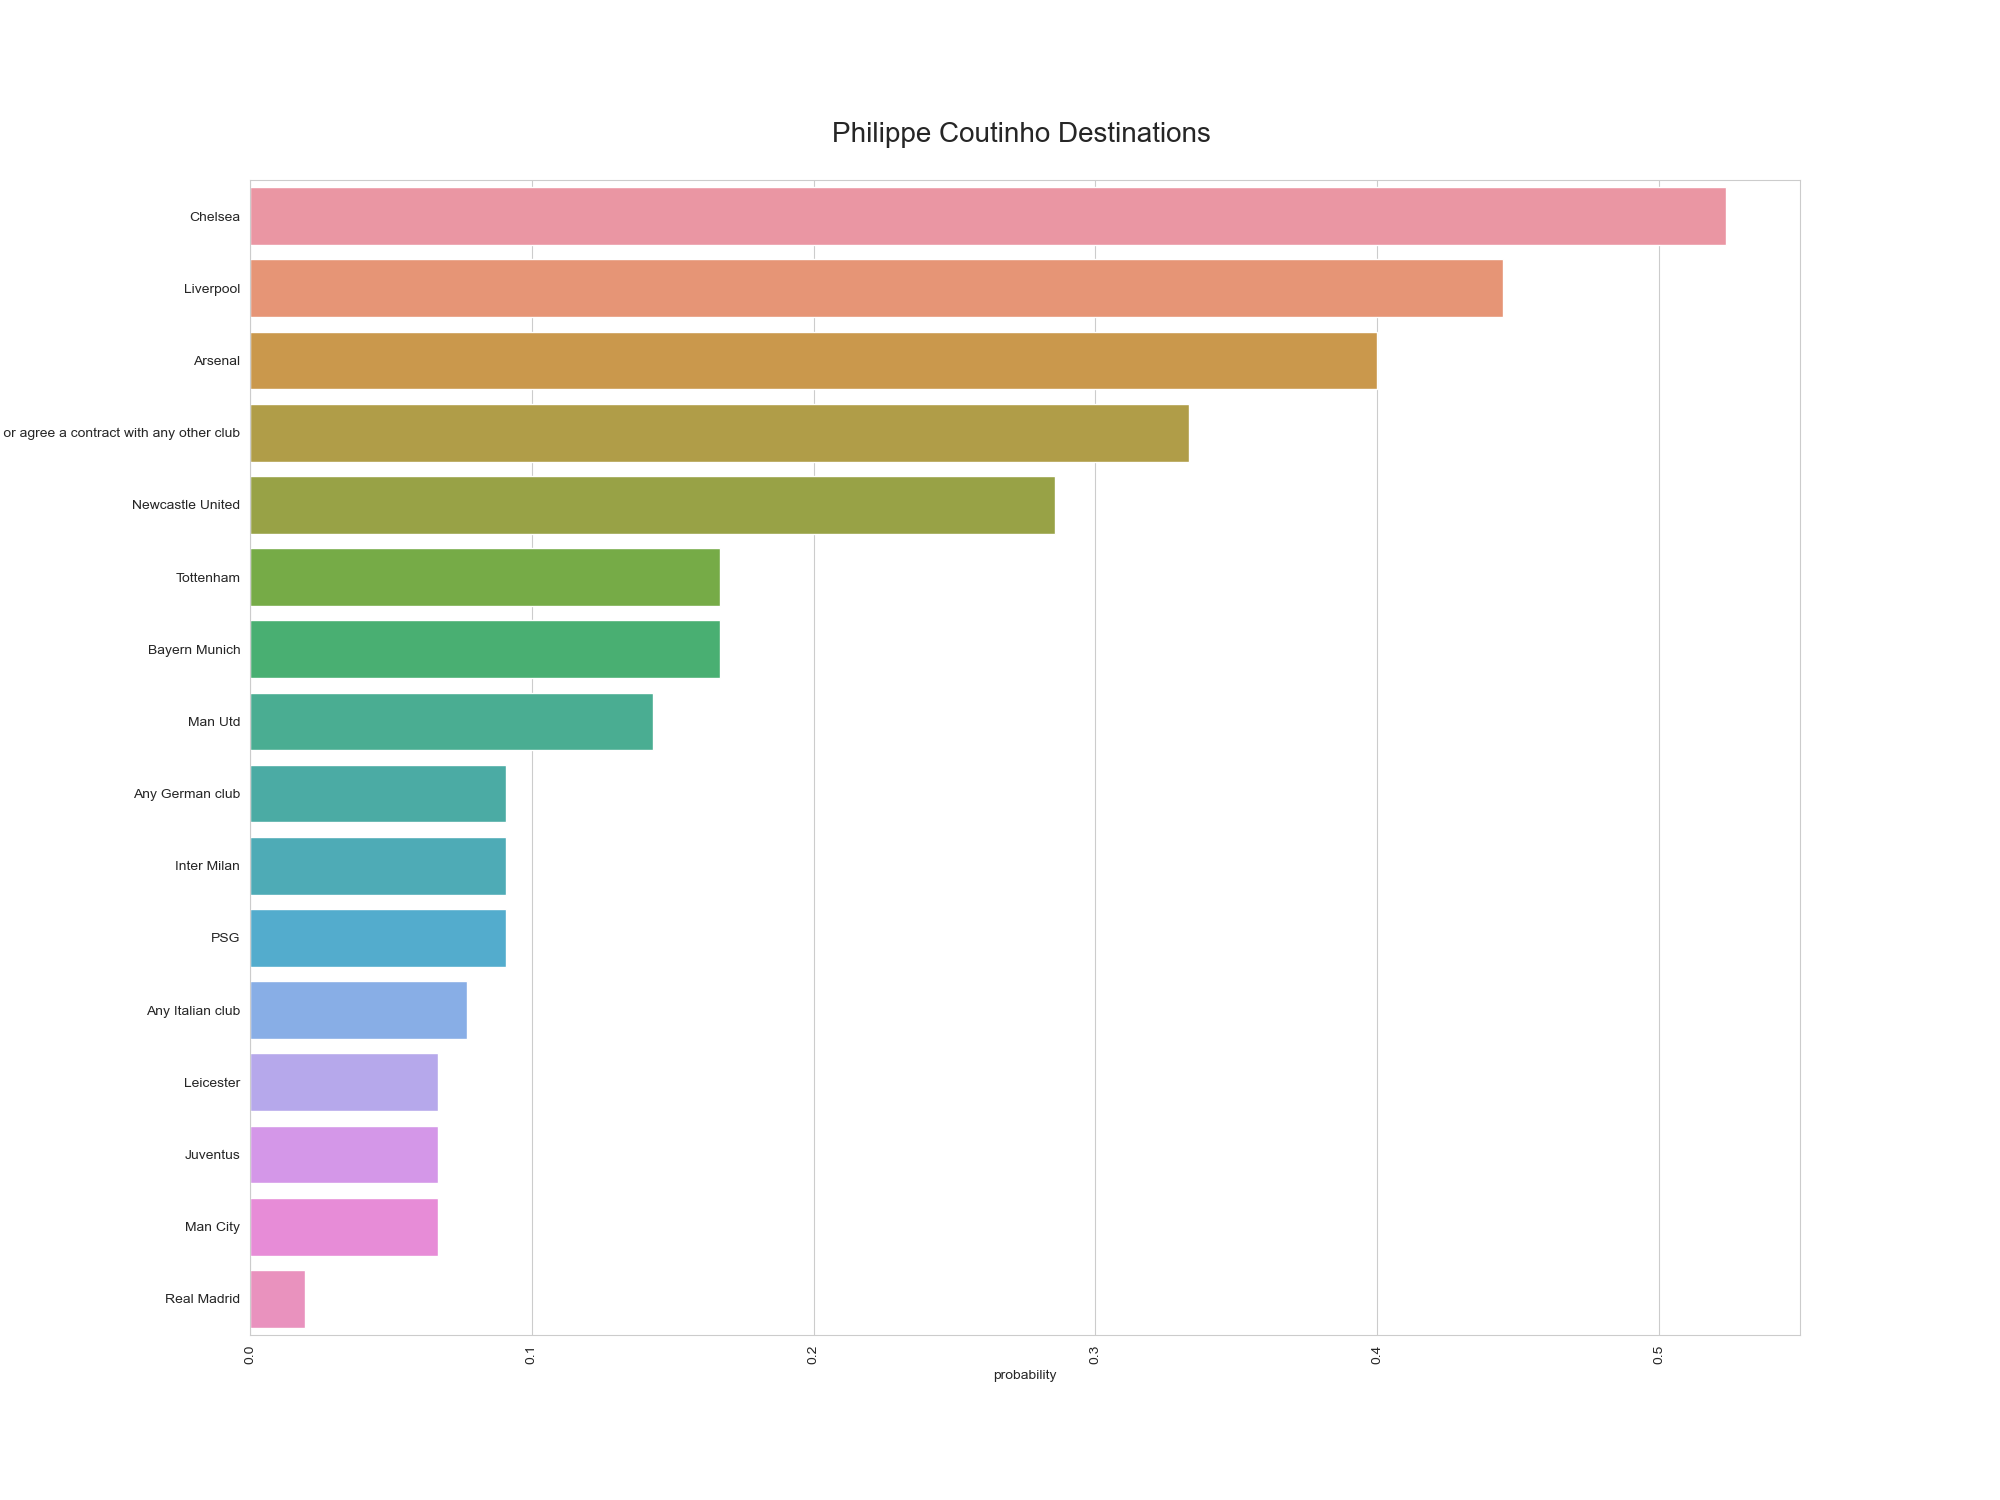 Philippe Coutinho Destinations
Chelsea
Liverpool
Arsenal
or agree a contract with any other club
Newcastle United
Tottenham
Bayern Munich
Man Utd
Any German club
Inter Milan
PSG
Any Italian club
Leicester
Juventus
Man City
Real Madrid
0.0 0.1 0.2 0.3 0.4 0.5
probability